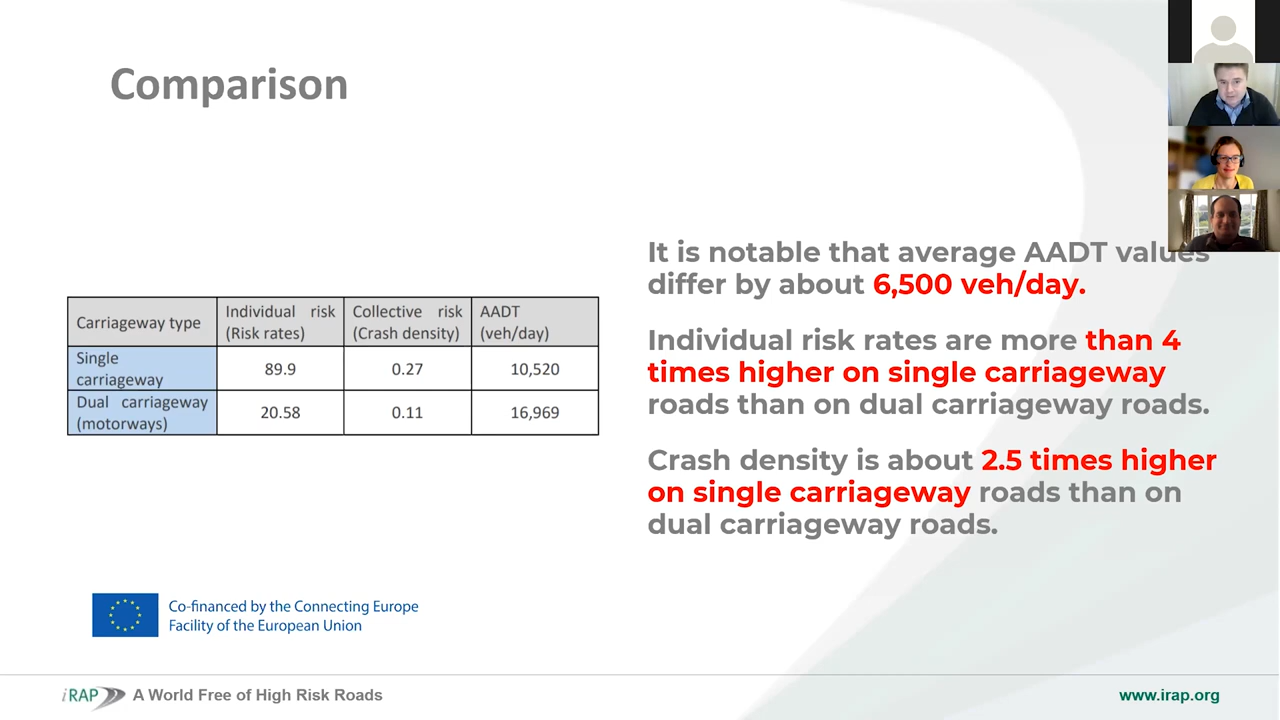 Comparison
It is notable that average AADT values
differ by about 6,500 veh/day.
Individual risk rates are more than 4
times higher on single carriageway
roads than on dual carriageway roads.
Crash density is about 2.5 times higher
on single carriageway roads than on
dual carriageway roads.
Carriageway type
Individual risk
(Risk rates)
Collective risk
(Crash density)
AADT
(veh/day)
Single
carriageway
89.9
0.27
10,520
Dual carriageway
(motorways)
20.58
0.11
16,969
Co-financed by the Connecting Europe
Facility of the European Union
iRAP
A World Free of High Risk Roads
www.irap.org